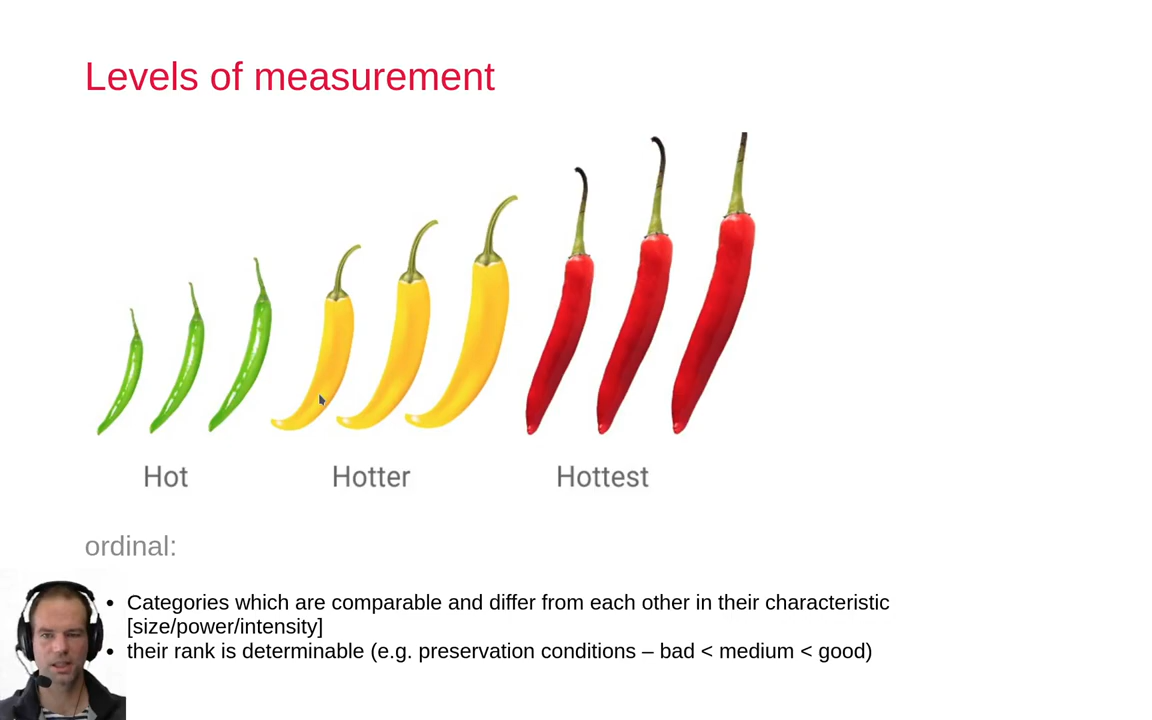 Levels of measurement
Hot Hotter Hottest
ordinal:
• Categories which are comparable and differ from each other in their characteristic
[size/power/intensity]
• their rank is determinable (e.g. preservation conditions – bad < medium < good)